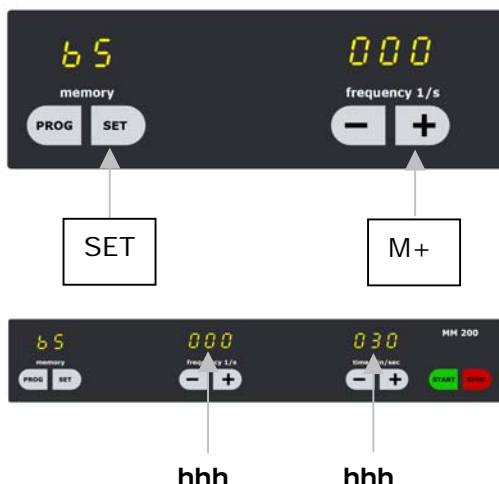 b5 000
memory frequency 1/s
PROG SET − +
SET M+
b5 000 030 MM 200
memory frequency 1/s time min/sec
PROG SET − + − + START STOP
hhh hhh